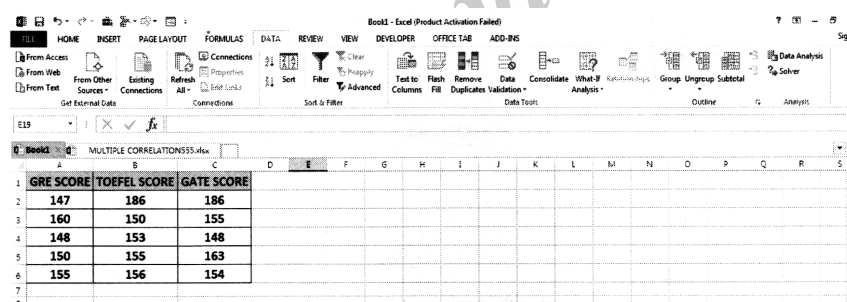 Book1 - Excel (Product Activation Failed)
FILE HOME INSERT PAGE LAYOUT FORMULAS DATA REVIEW VIEW DEVELOPER OFFICE TAB ADD-INS Sig
From Access
From Web
From Text
From Other Sources
Existing Connections
Get External Data
Refresh All
Connections
Properties
Edit Links
Connections
Sort
Filter
Clear
Reapply
Advanced
Sort & Filter
Text to Columns
Flash Fill
Remove Duplicates
Data Validation
Consolidate
What-If Analysis
Relationships
Data Tools
Group
Ungroup
Subtotal
Outline
Data Analysis
Solver
Analysis
E19 fx
Book1 MULTIPLE CORRELATION555.xlsx
A B C D E F G H I J K L M N O P Q R S
1 GRE SCORE TOEFEL SCORE GATE SCORE
2 147 186 186
3 160 150 155
4 148 153 148
5 150 155 163
6 155 156 154
7